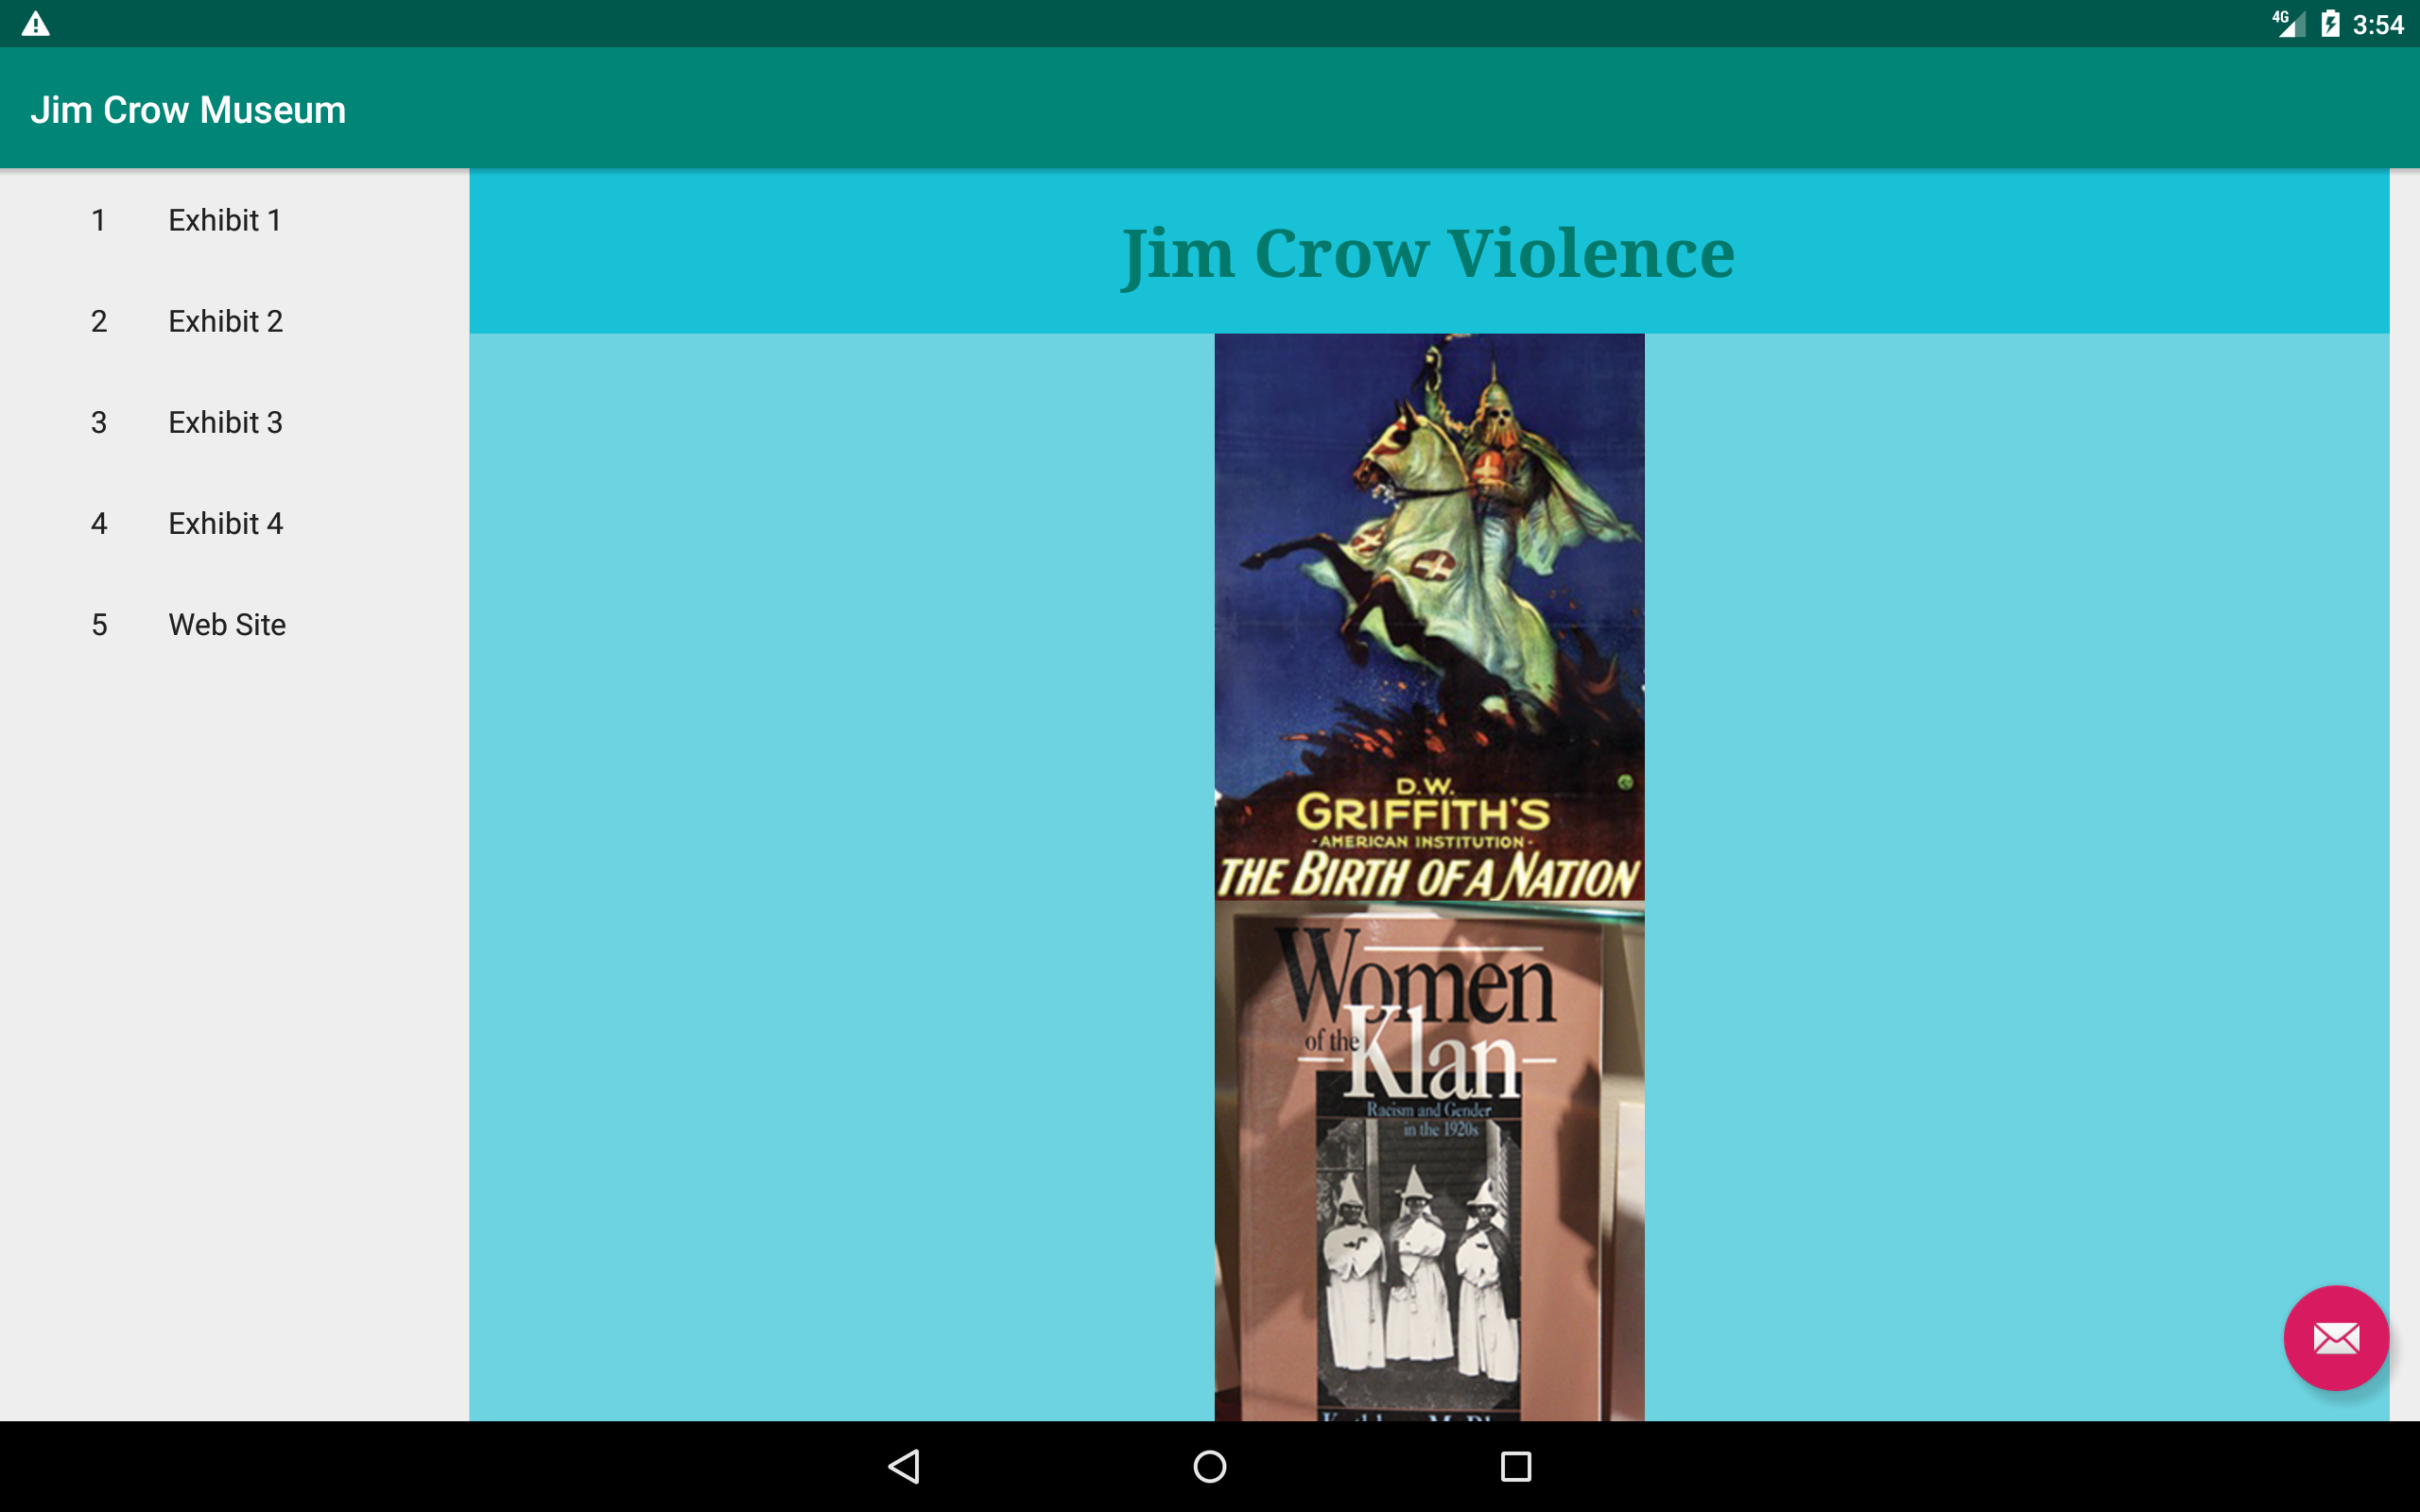 4G 3:54
Jim Crow Museum
1 Exhibit 1
2 Exhibit 2
3 Exhibit 3
4 Exhibit 4
5 Web Site
Jim Crow Violence
D.W.
GRIFFITH'S
-AMERICAN INSTITUTION-
THE BIRTH OF A NATION
Women
of the Klan
Racism and Gender
in the 1920s